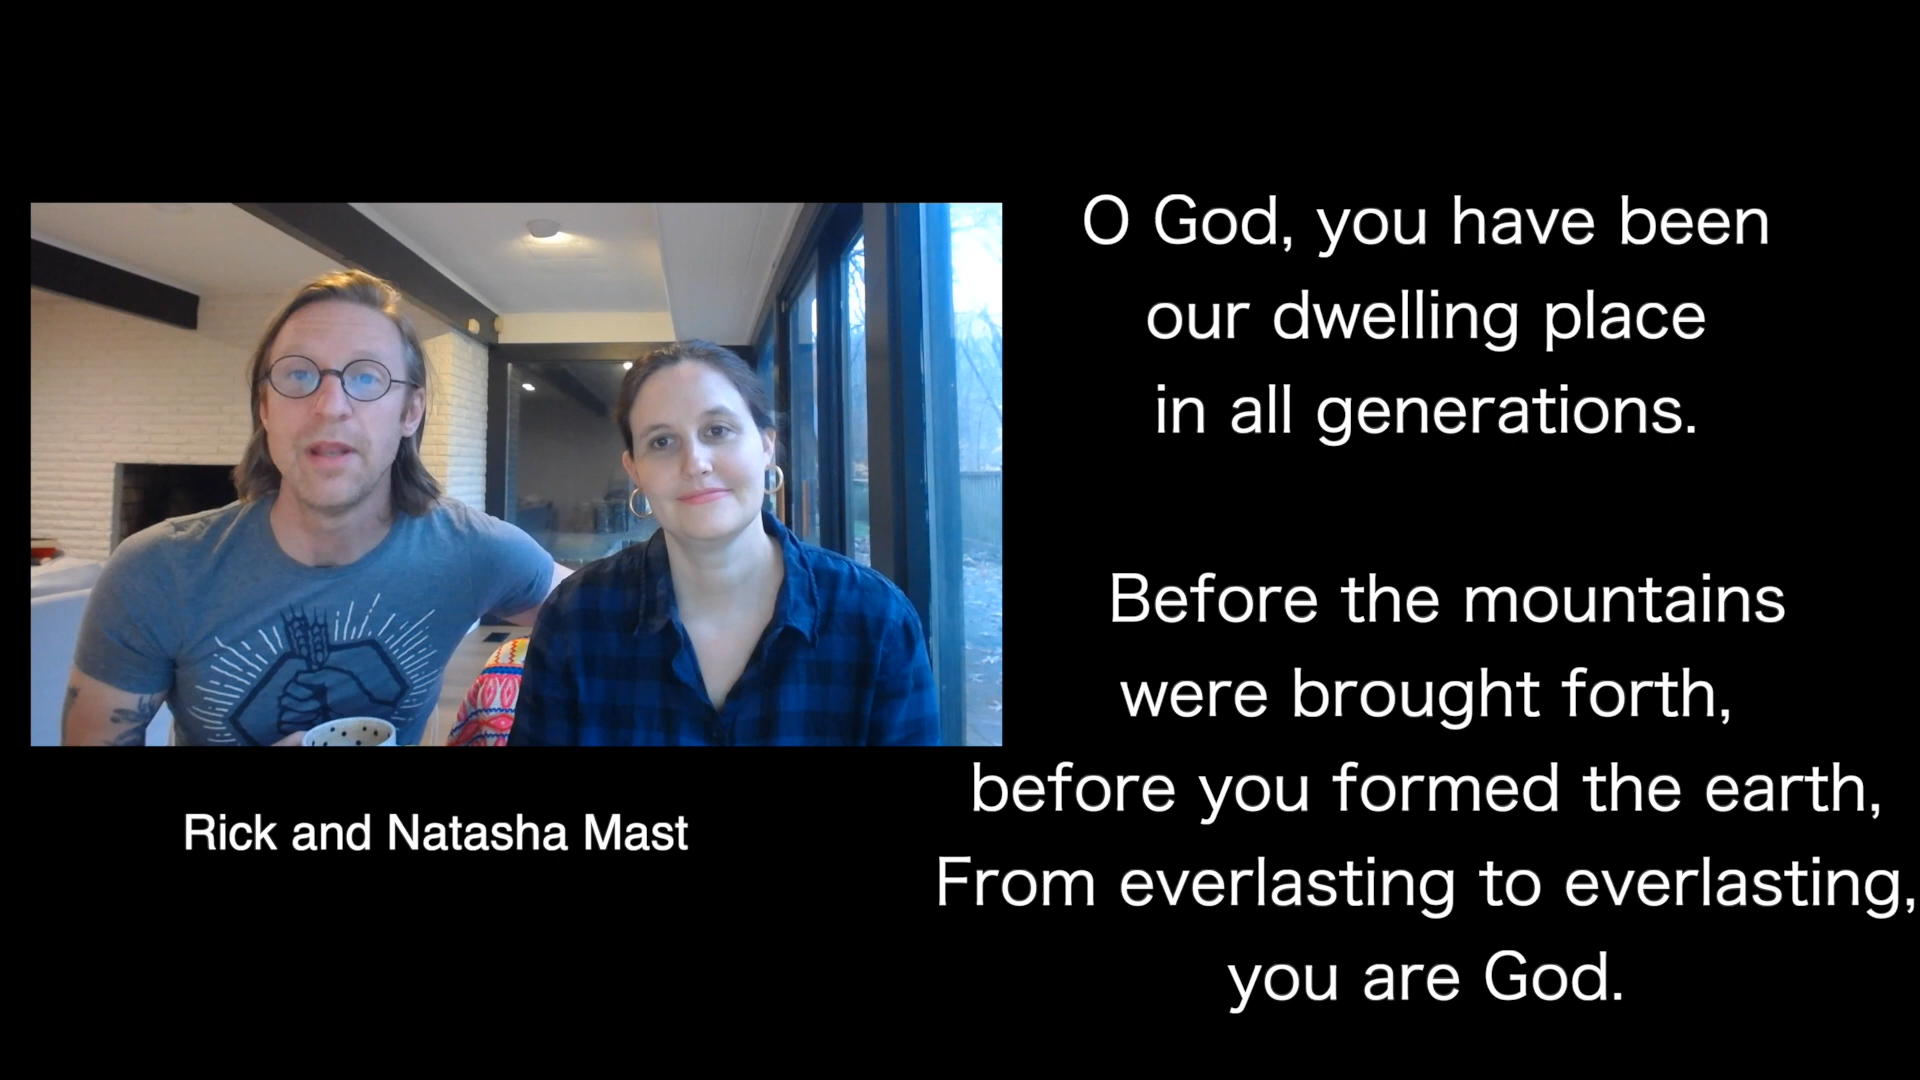 O God, you have been
our dwelling place
in all generations.
Before the mountains
were brought forth,
before you formed the earth,
From everlasting to everlasting,
you are God.
Rick and Natasha Mast